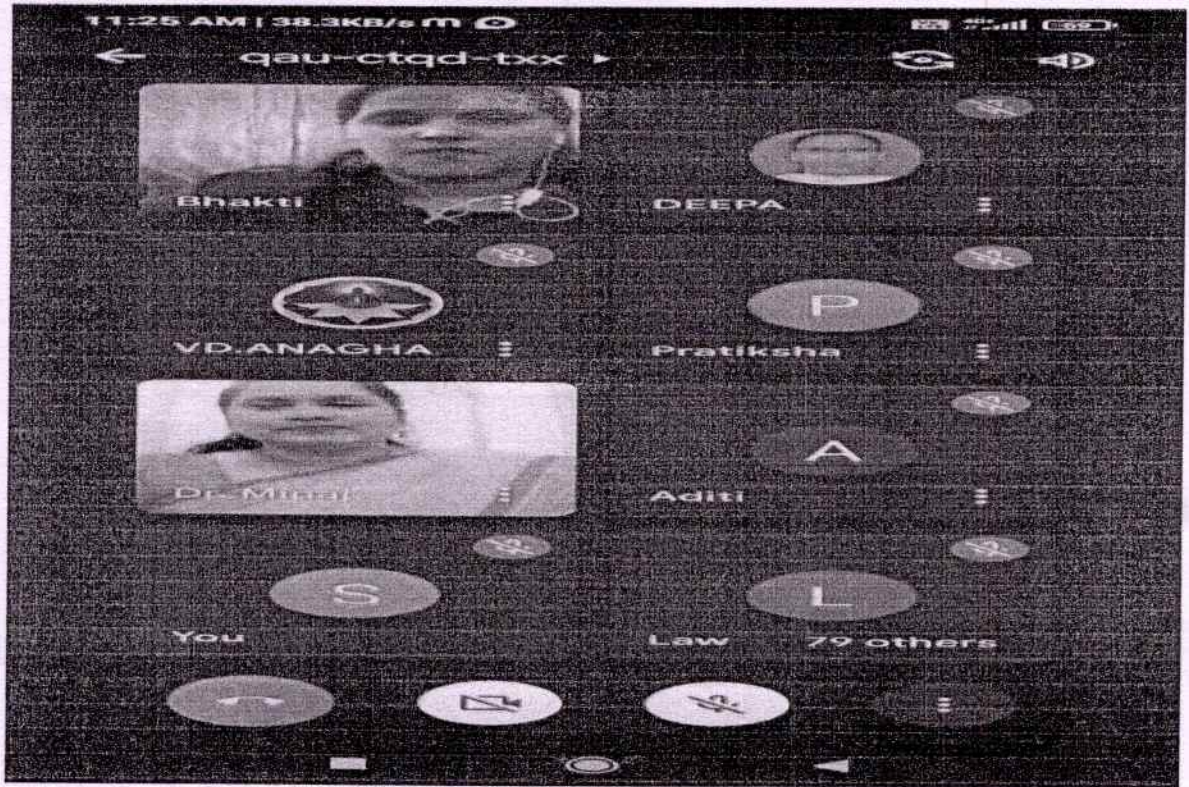 11:25 AM | 38.3KB/s
qau-ctqd-txx
Bhakti
DEEPA
VD.ANAGHA
P
Pratiksha
Dr. Minal
A
Aditi
S
You
L
Law 79 others